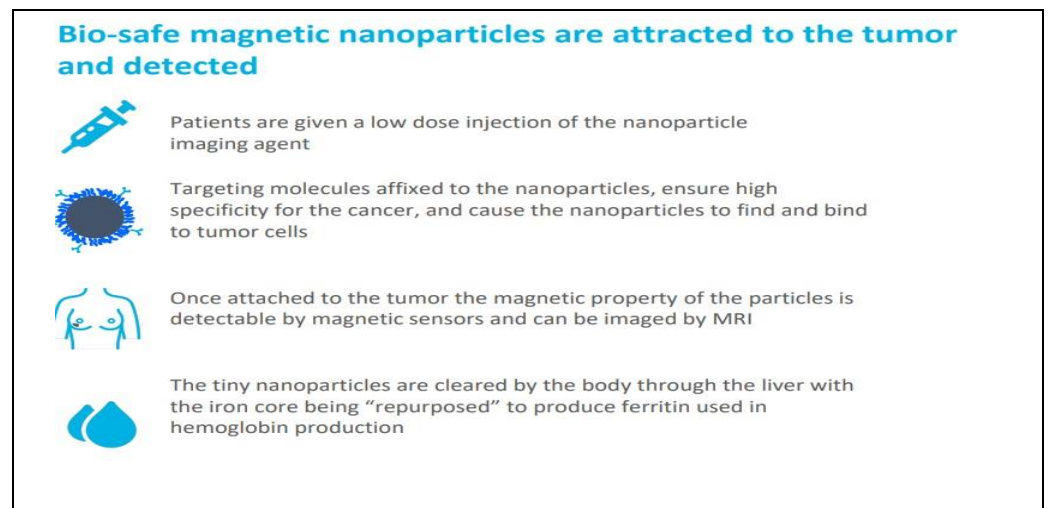 Bio-safe magnetic nanoparticles are attracted to the tumor
and detected
Patients are given a low dose injection of the nanoparticle
imaging agent
Targeting molecules affixed to the nanoparticles, ensure high
specificity for the cancer, and cause the nanoparticles to find and bind
to tumor cells
Once attached to the tumor the magnetic property of the particles is
detectable by magnetic sensors and can be imaged by MRI
The tiny nanoparticles are cleared by the body through the liver with
the iron core being “repurposed” to produce ferritin used in
hemoglobin production